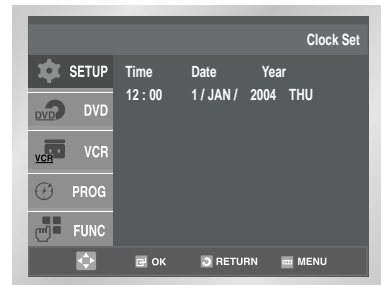 Clock Set
SETUP Time Date Year
12 : 00 1 / JAN / 2004 THU
DVD DVD
VCR VCR
PROG
FUNC
OK RETURN MENU